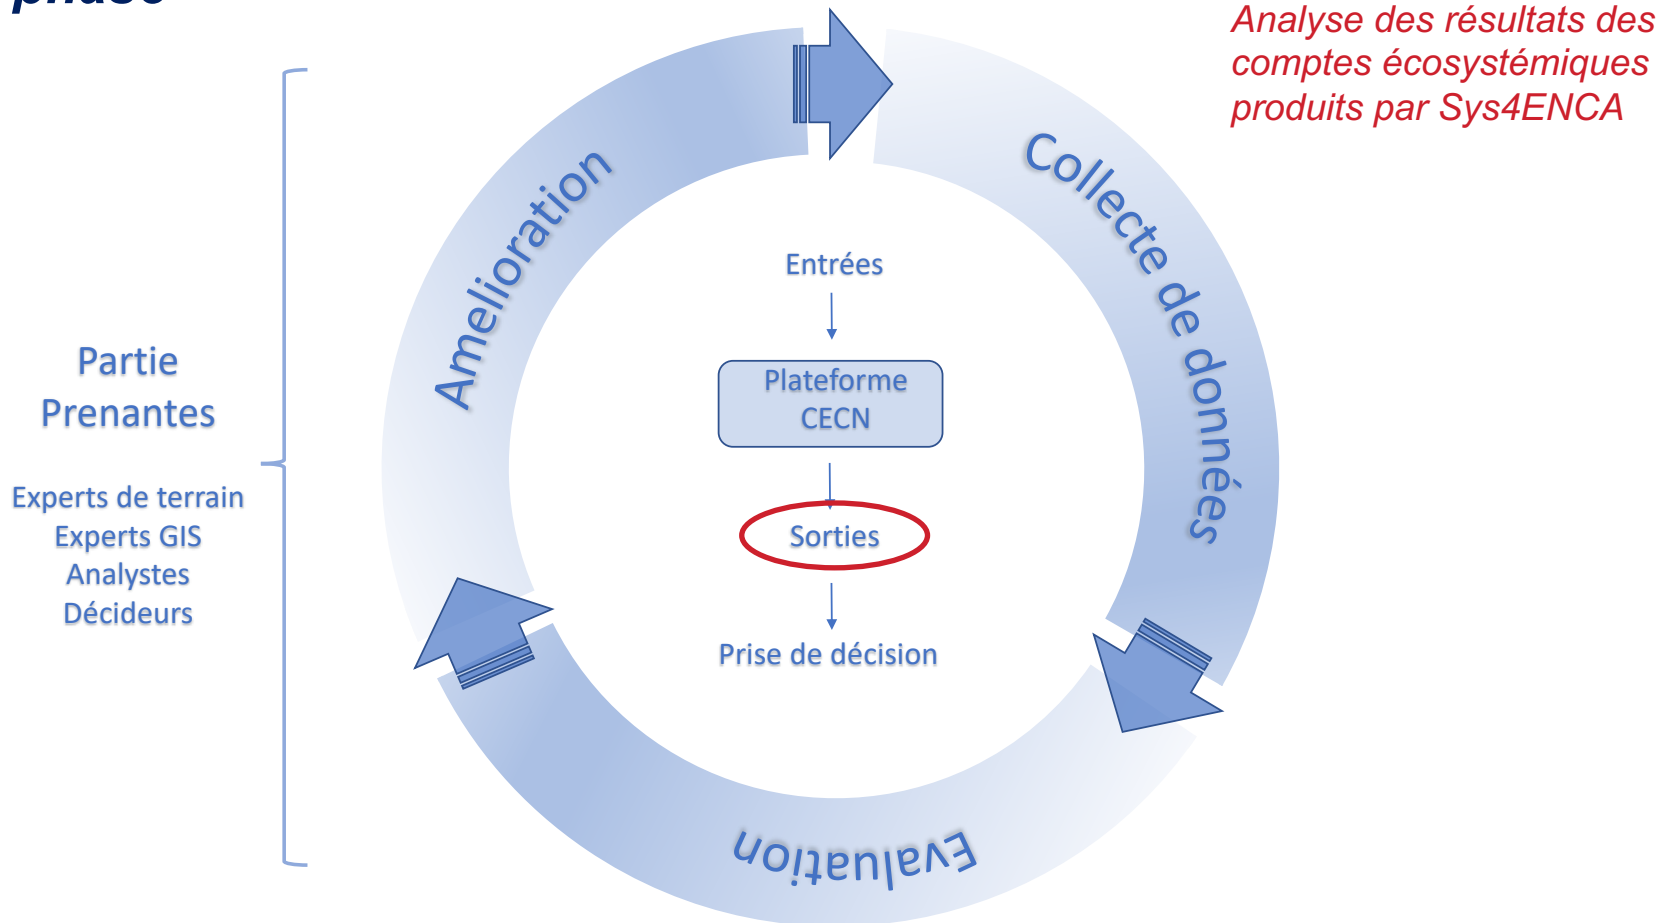 phase
Analyse des résultats des
comptes écosystémiques
produits par Sys4ENCA
Amelioration
Collecte de données
Entrées
Plateforme
CECN
Sorties
Prise de décision
Partie
Prenantes
Experts de terrain
Experts GIS
Analystes
Décideurs
Evaluation